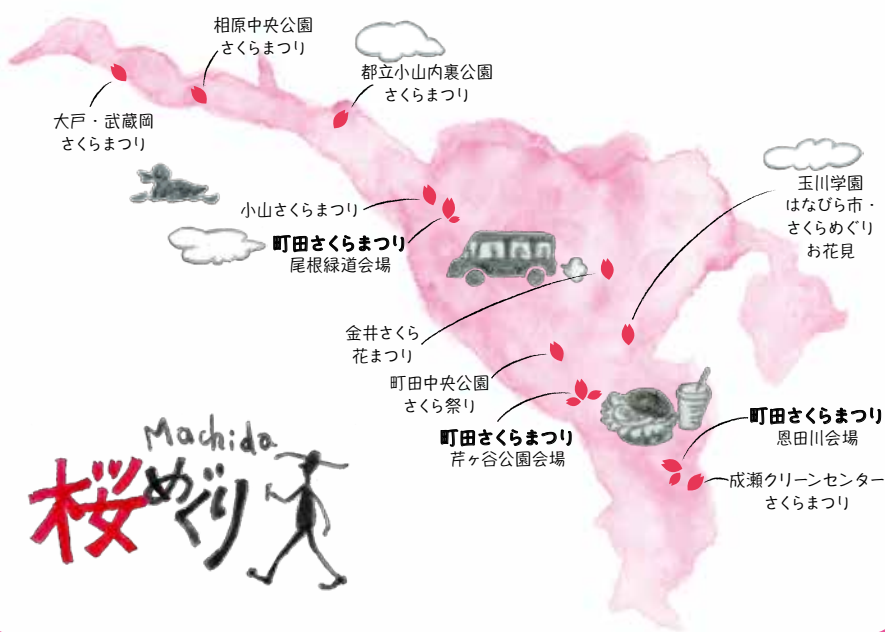 相原中央公園
さくらまつり
都立小山内裏公園
さくらまつり
大戸・武蔵岡
さくらまつり
玉川学園
はなびら市・
さくらめぐり
お花見
小山さくらまつり
町田さくらまつり
尾根緑道会場
金井さくら
花まつり
町田中央公園
さくら祭り
町田さくらまつり
芹ヶ谷公園会場
町田さくらまつり
恩田川会場
成瀬クリーンセンター
さくらまつり
Machida
桜めぐり